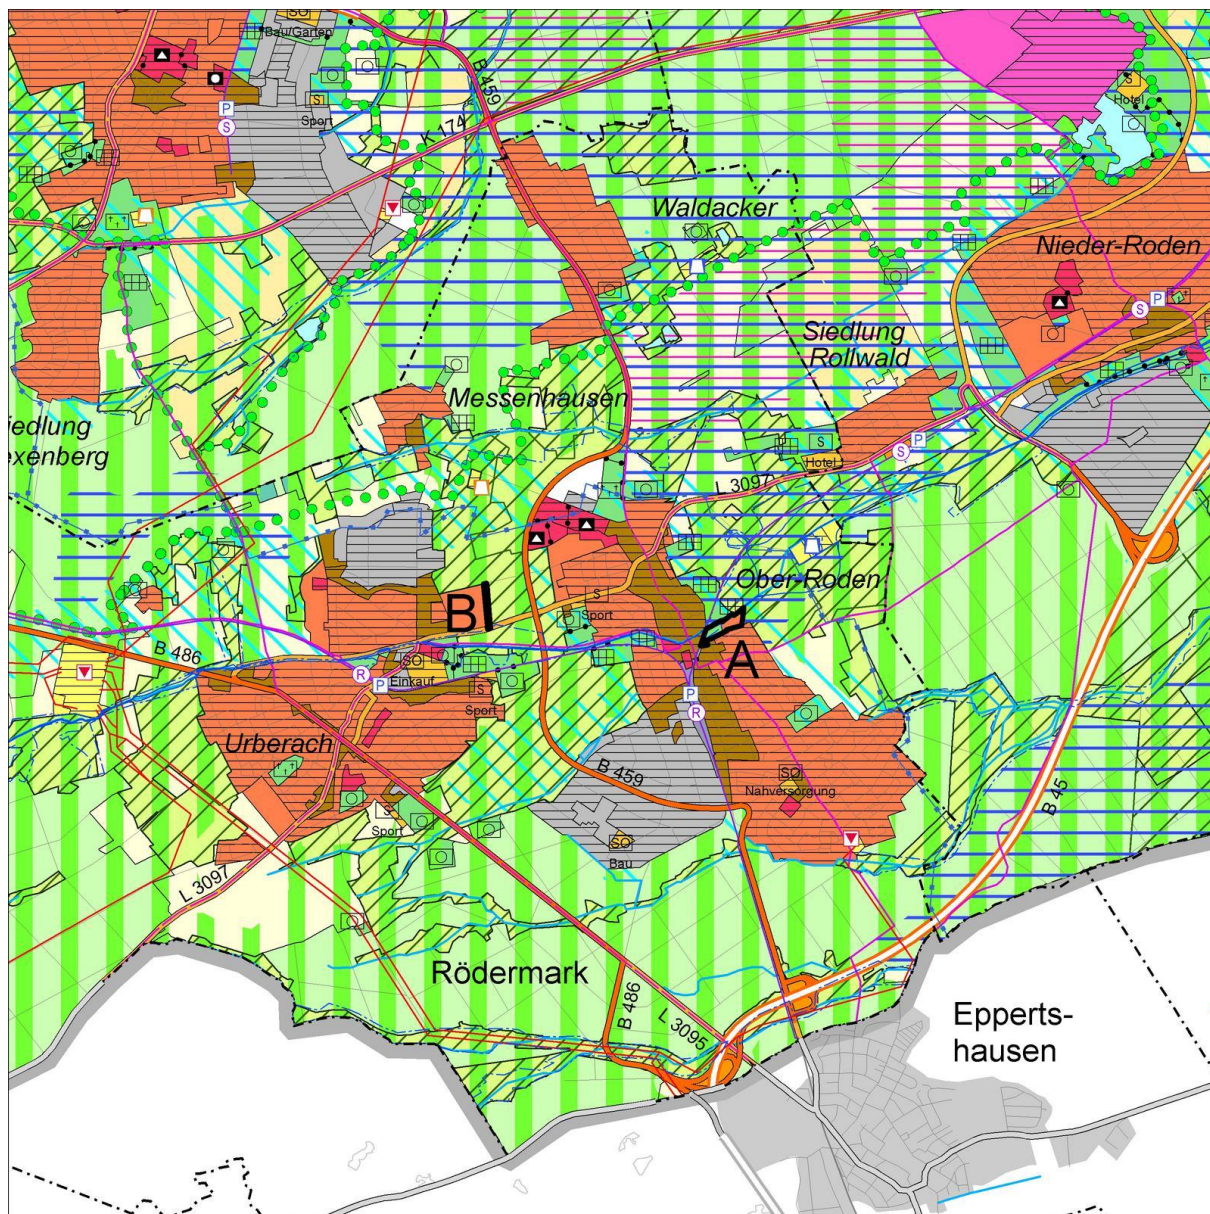 SO
Bau/Garten
B 459
S
Sport
P
S
K 174
S
Hotel
Waldacker
Nieder-Roden
P
S
Siedlung
Rollwald
Messenhausen
iedlung
exenberg
S
Hotel
P
S
L 3097
Ober-Roden
B
S
Sport
A
B 486
R
P
SO
Einkauf
S
Sport
P
R
Urberach
B 459
SO
Nahversorgung
B 45
S
Sport
SO
Bau
L 3097
Rödermark
B 486
L 3095
Epperts-
hausen